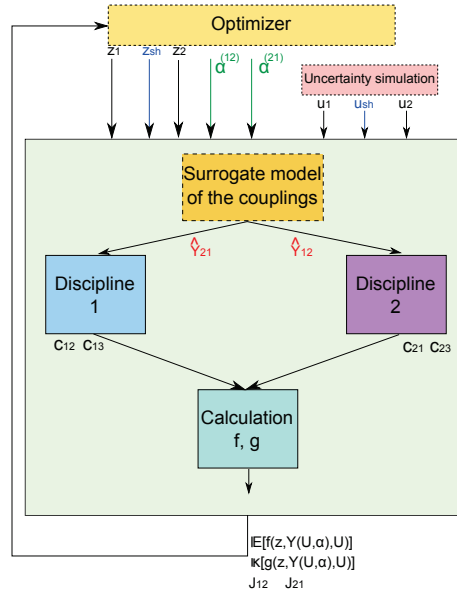 Optimizer
z1 zsh z2 α(12) α(21)
Uncertainty simulation
u1 ush u2
Surrogate model
of the couplings
Ŷ21 Ŷ12
Discipline
1
Discipline
2
c12 c13
c21 c23
Calculation
f, g
𝔼[f(z,Y(U,α),U)]
𝕂[g(z,Y(U,α),U)]
J12 J21